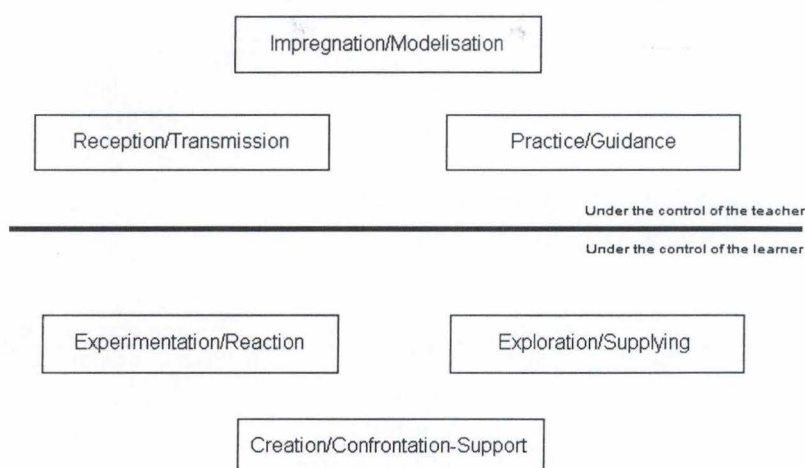 Impregnation/Modelisation
Reception/Transmission
Practice/Guidance
Under the control of the teacher
Under the control of the learner
Experimentation/Reaction
Exploration/Supplying
Creation/Confrontation-Support